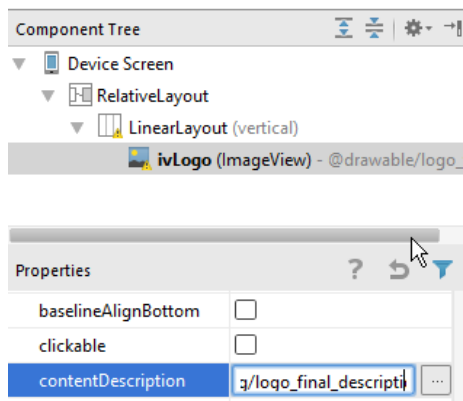 Component Tree
Device Screen
RelativeLayout
LinearLayout (vertical)
ivLogo (ImageView) - @drawable/logo_
Properties
?
baselineAlignBottom
clickable
contentDescription g/logo_final_descripti ...